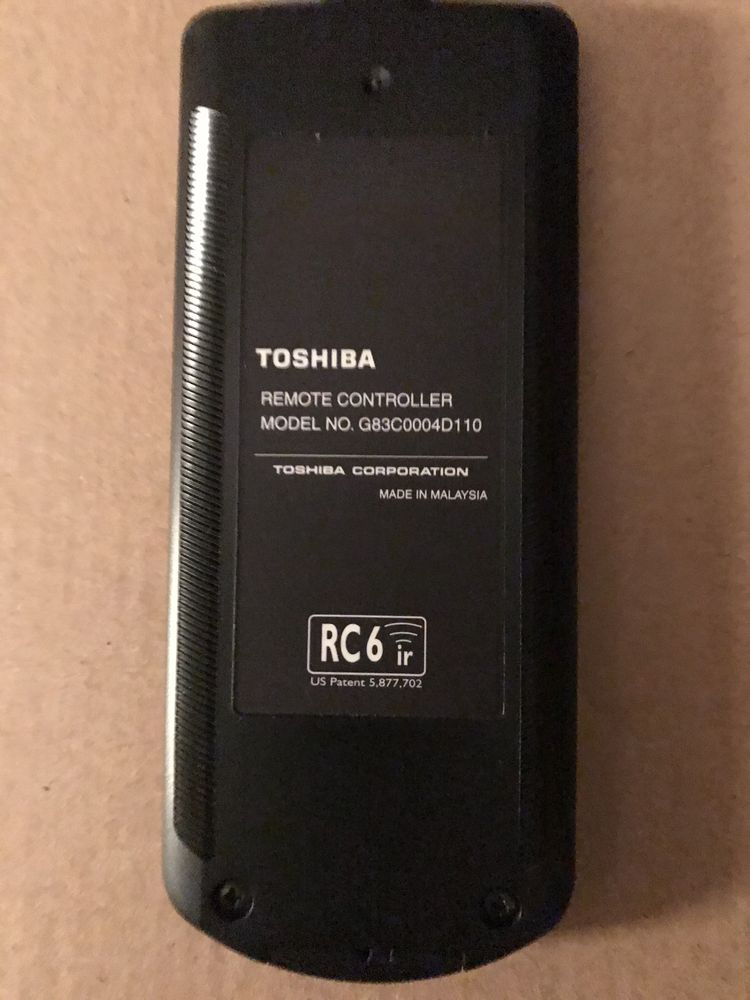 TOSHIBA
REMOTE CONTROLLER
MODEL NO. G83C0004D110
TOSHIBA CORPORATION
MADE IN MALAYSIA
RC6 ir
US Patent 5,877,702